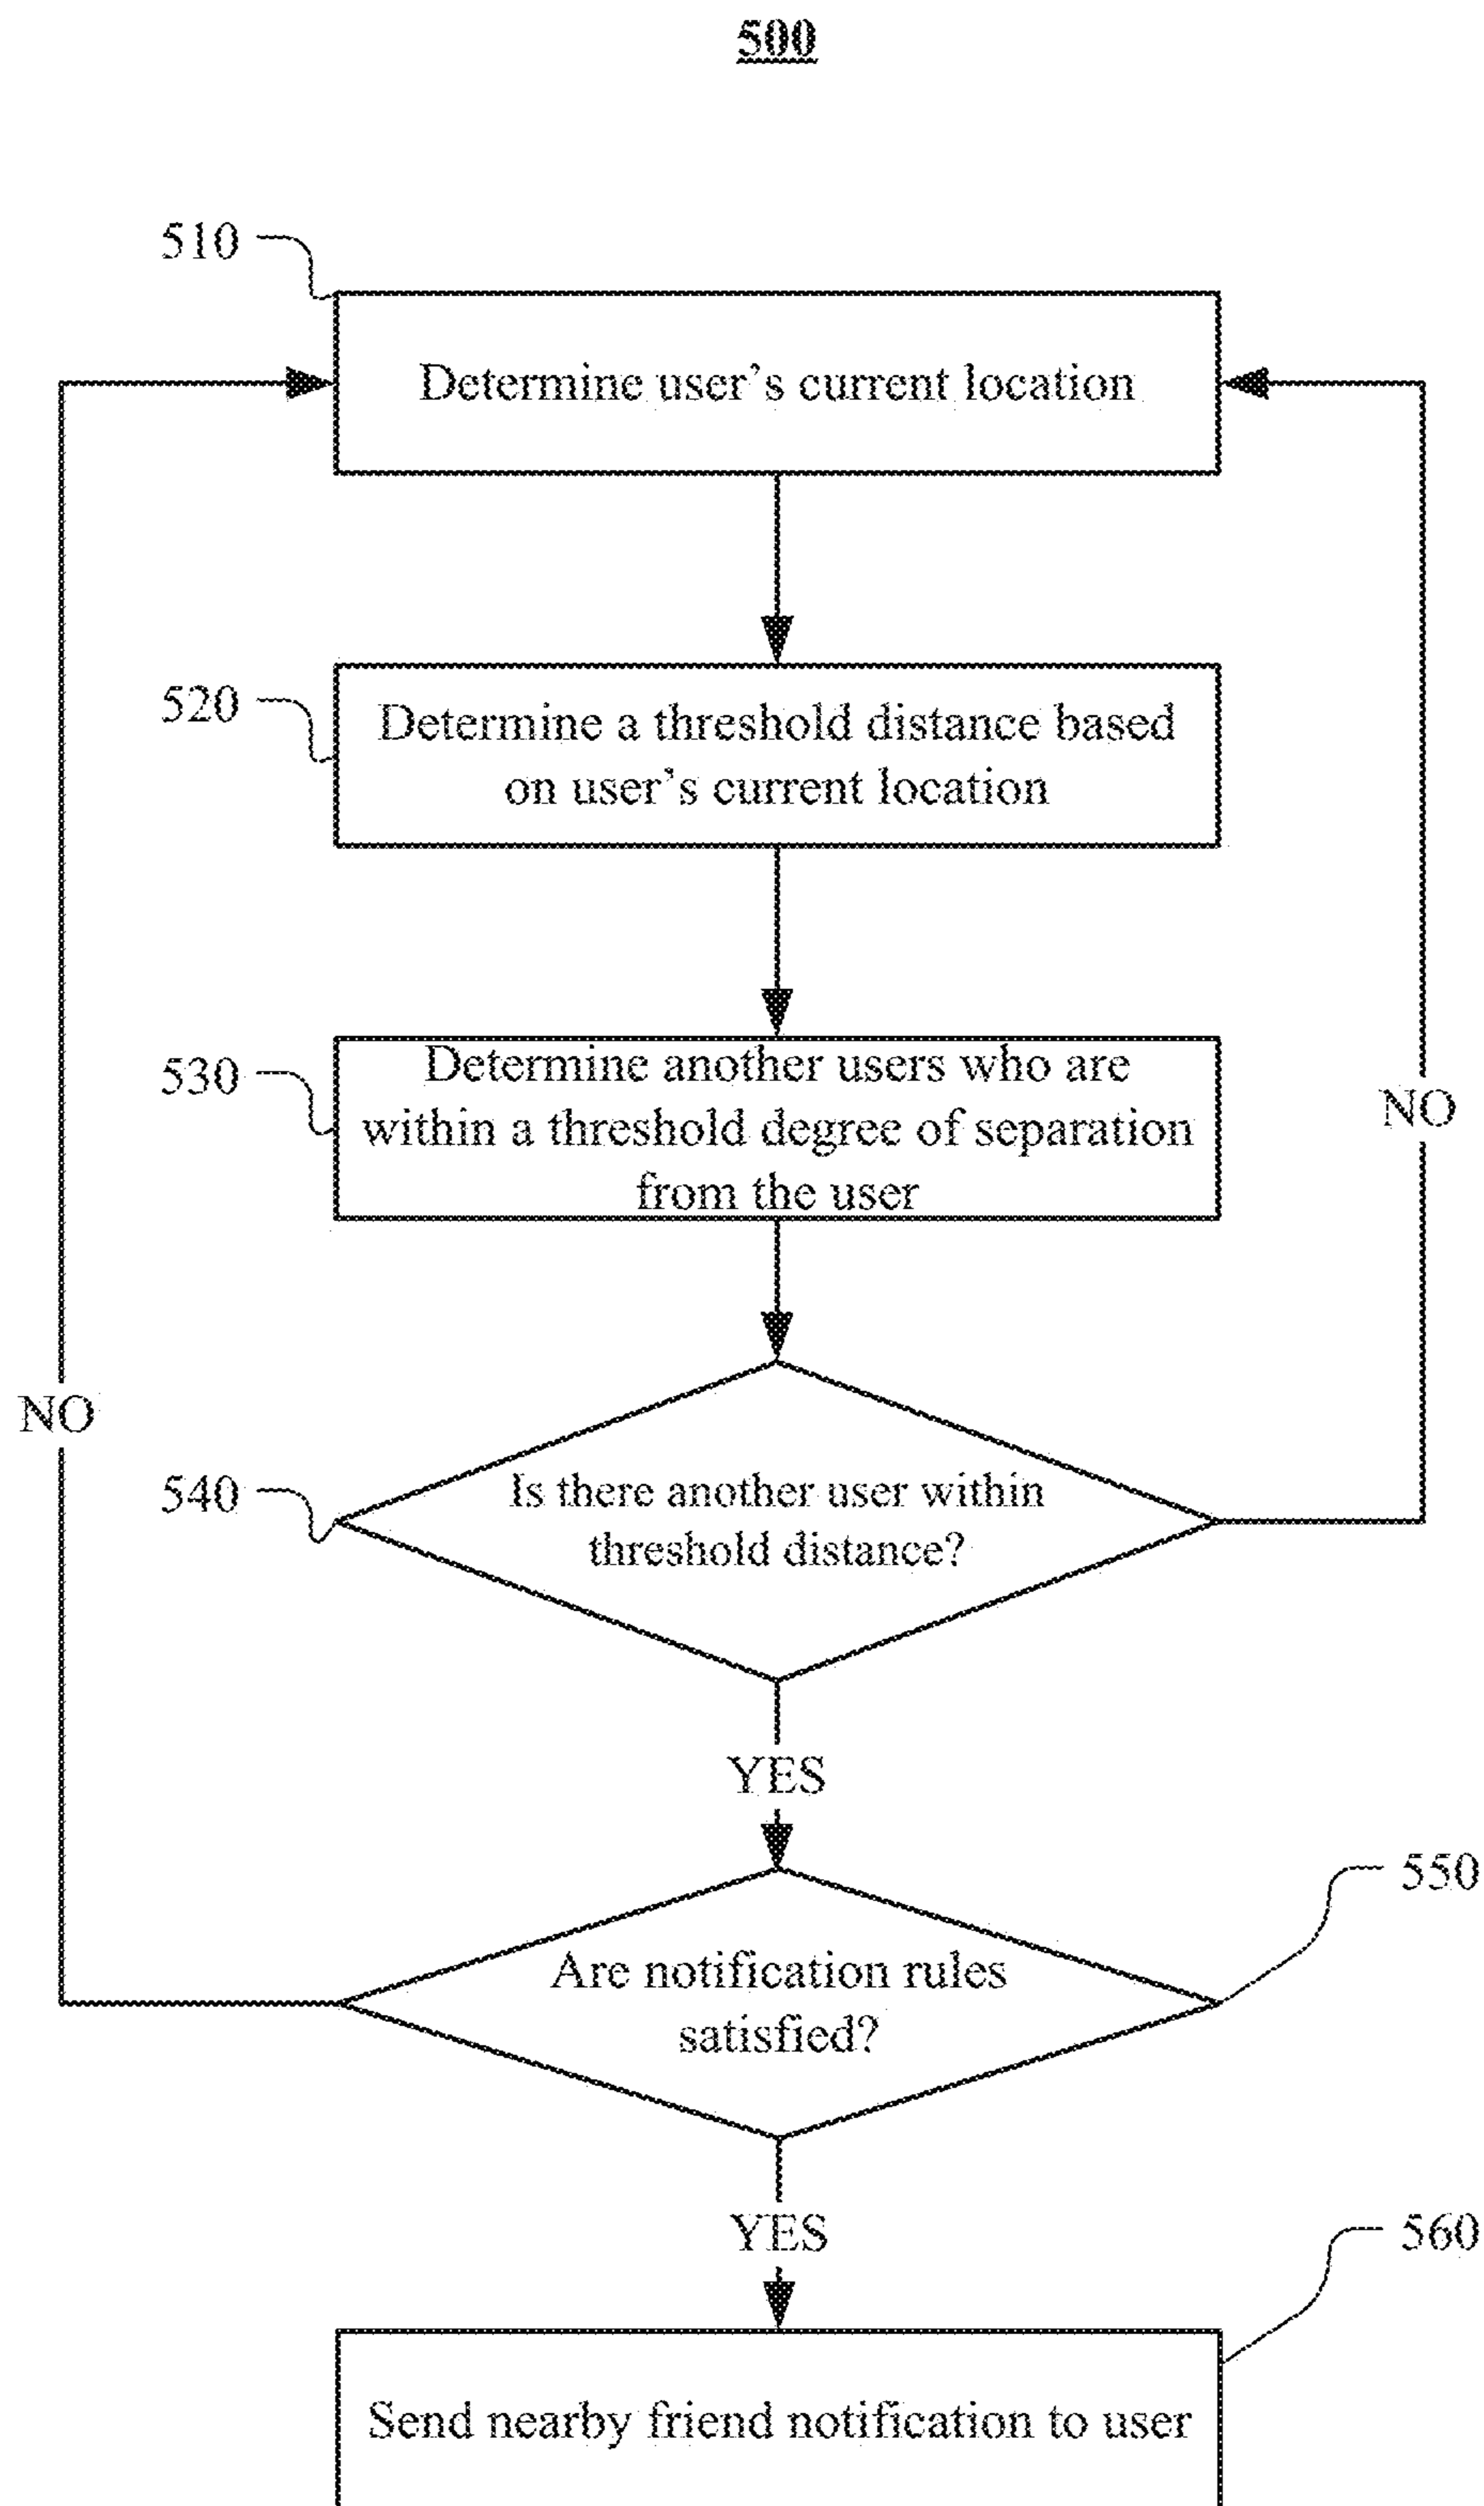 500
510
Determine user's current location
520
Determine a threshold distance based
on user's current location
530
Determine another users who are
within a threshold degree of separation
from the user
NO
NO
540
Is there another user within
threshold distance?
YES
550
Are notification rules
satisfied?
YES
560
Send nearby friend notification to user